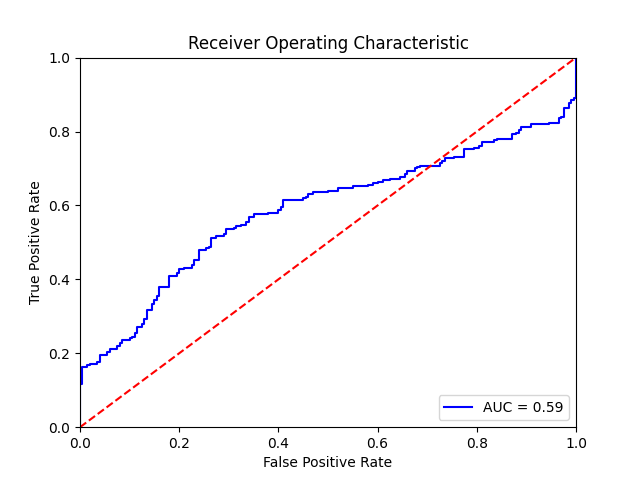 Receiver Operating Characteristic
True Positive Rate
1.0
0.8
0.6
0.4
0.2
0.0
AUC = 0.59
0.0 0.2 0.4 0.6 0.8 1.0
False Positive Rate